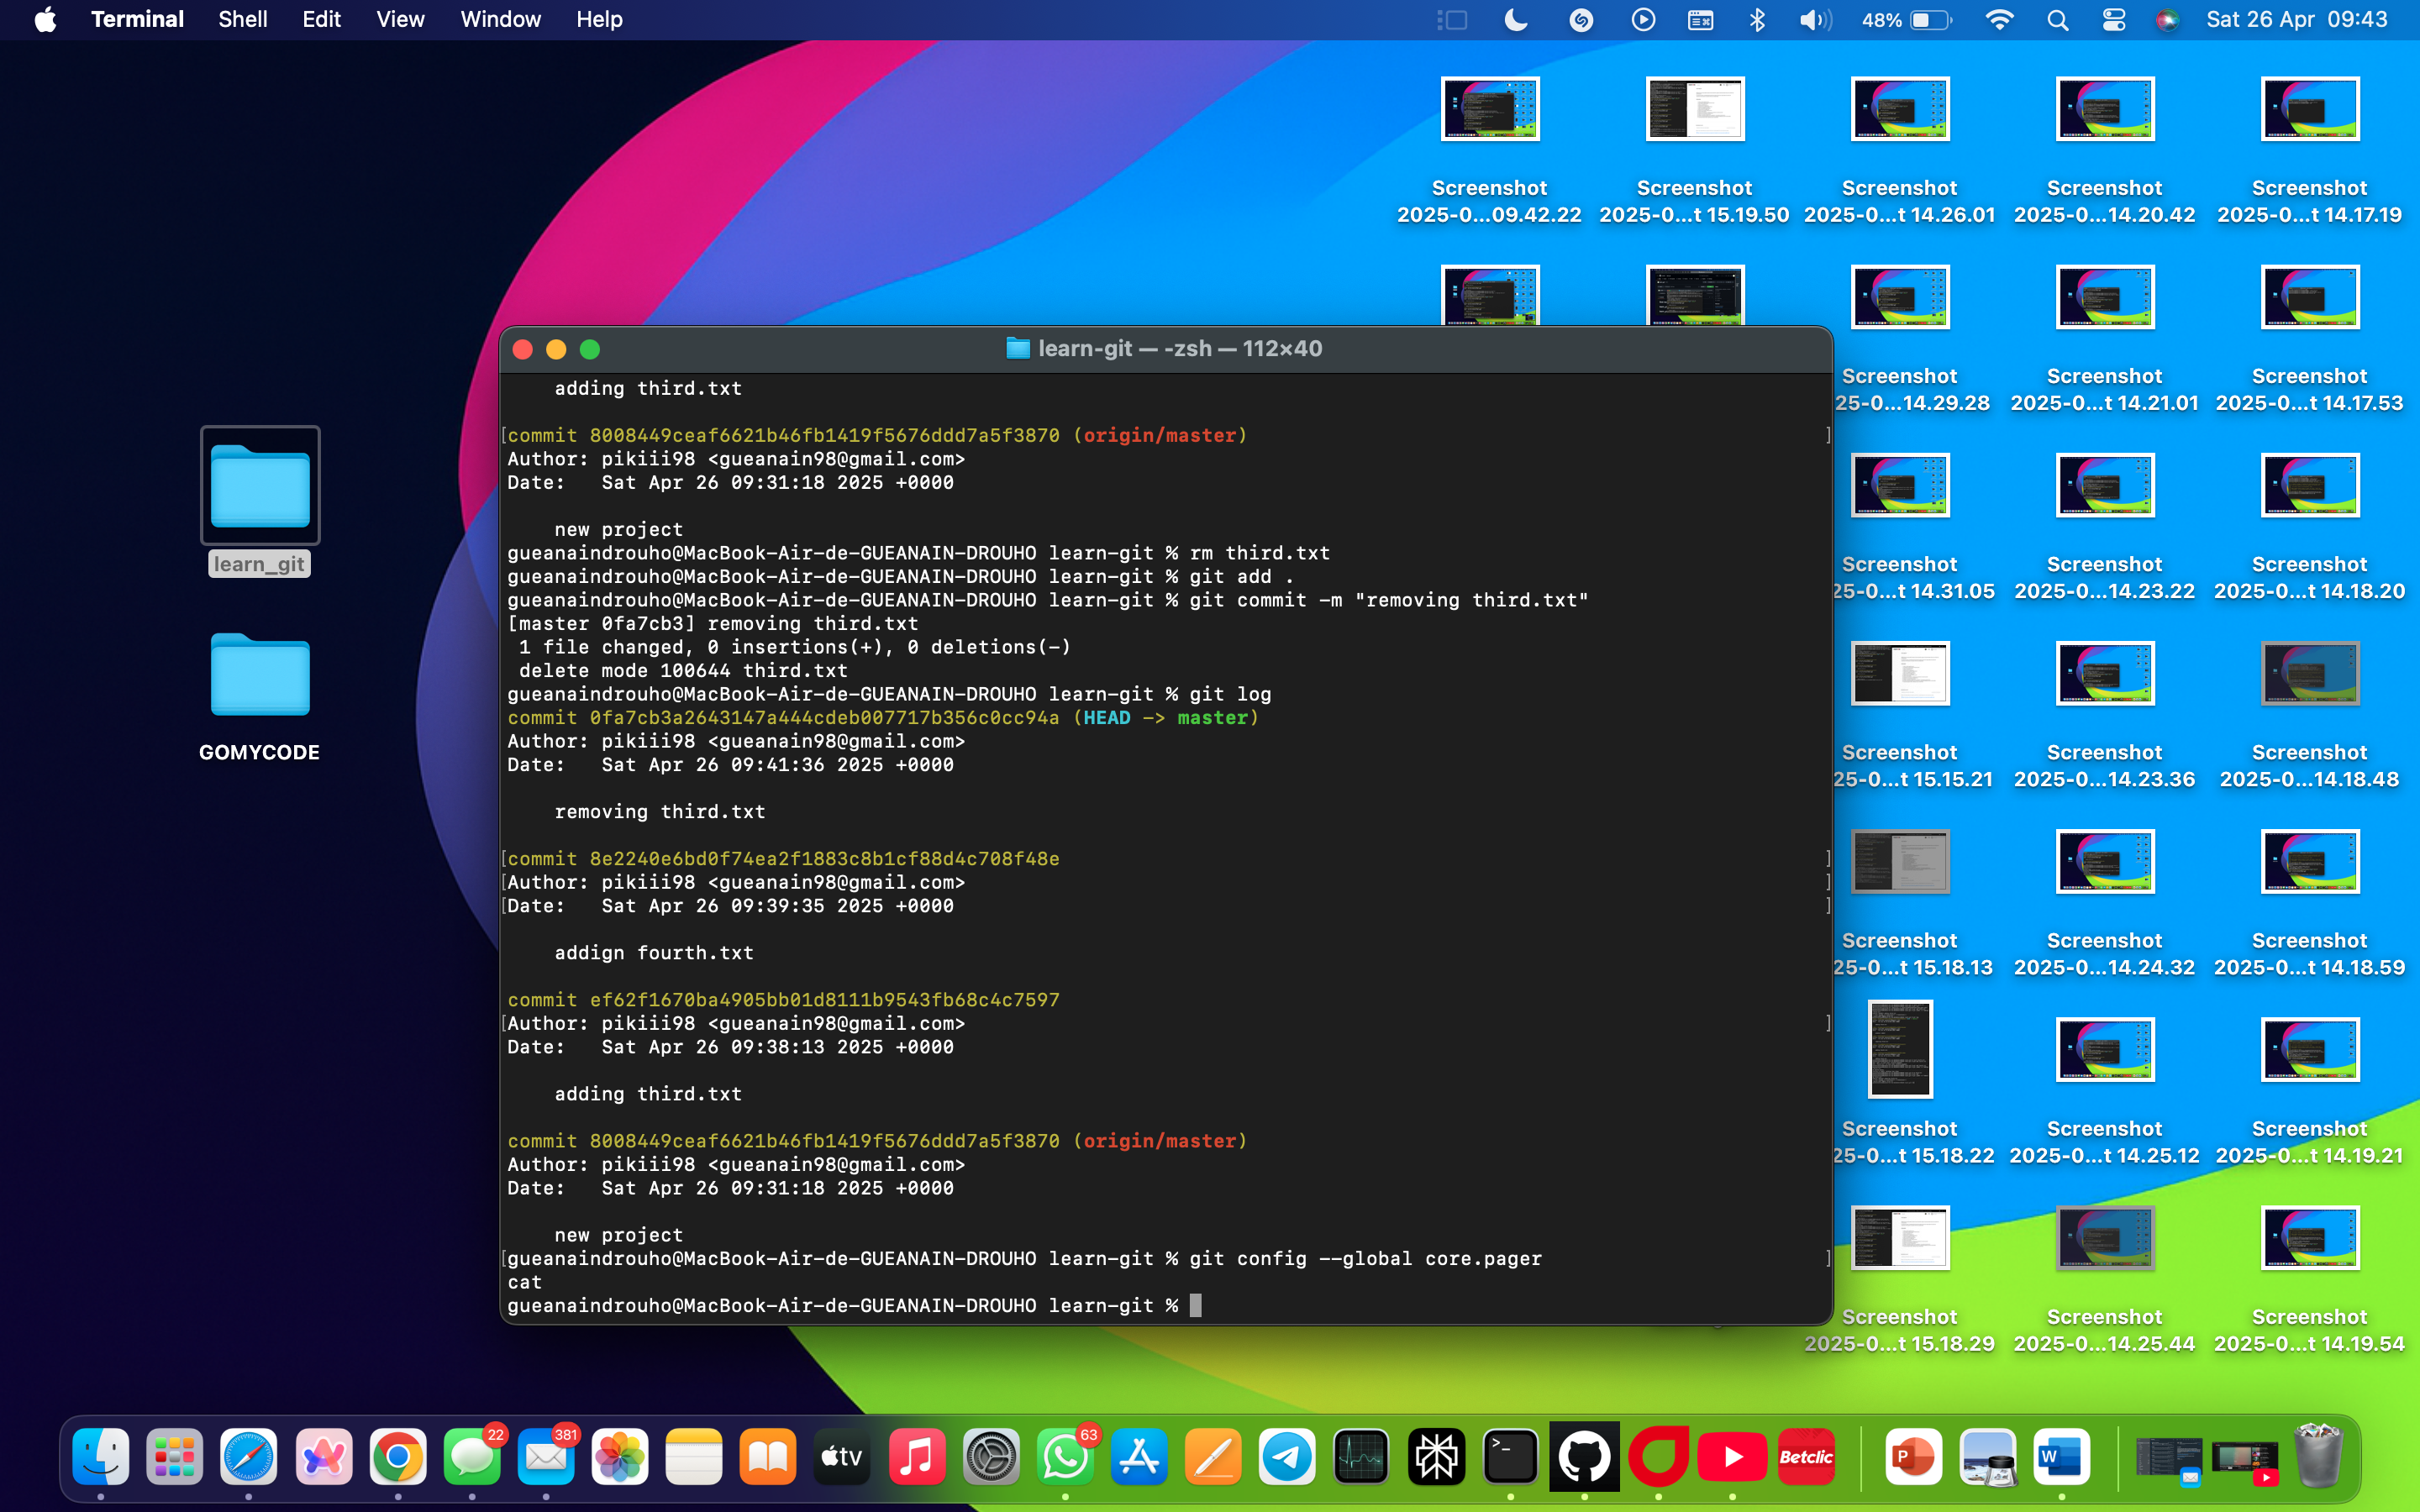 Terminal Shell Edit View Window Help 48% Sat 26 Apr 09:43
Screenshot
2025-0...09.42.22
Screenshot
2025-0...t 15.19.50
Screenshot
2025-0...t 14.26.01
Screenshot
2025-0...14.20.42
Screenshot
2025-0...t 14.17.19
Screenshot
25-0...14.29.28
Screenshot
2025-0...t 14.21.01
Screenshot
2025-0...t 14.17.53
Screenshot
25-0...t 14.31.05
Screenshot
2025-0...14.23.22
Screenshot
2025-0...t 14.18.20
Screenshot
25-0...t 15.15.21
Screenshot
2025-0...14.23.36
Screenshot
2025-0...14.18.48
Screenshot
25-0...t 15.18.13
Screenshot
2025-0...14.24.32
Screenshot
2025-0...t 14.18.59
Screenshot
25-0...t 15.18.22
Screenshot
2025-0...t 14.25.12
Screenshot
2025-0...t 14.19.21
Screenshot
2025-0...t 15.18.29
Screenshot
2025-0...14.25.44
Screenshot
2025-0...t 14.19.54
learn_git
GOMYCODE
learn-git — -zsh — 112×40
adding third.txt
[commit 8008449ceaf6621b46fb1419f5676ddd7a5f3870 (origin/master) ]
Author: pikiii98 <gueanain98@gmail.com>
Date: Sat Apr 26 09:31:18 2025 +0000
new project
gueanaindrouho@MacBook-Air-de-GUEANAIN-DROUHO learn-git % rm third.txt
gueanaindrouho@MacBook-Air-de-GUEANAIN-DROUHO learn-git % git add .
gueanaindrouho@MacBook-Air-de-GUEANAIN-DROUHO learn-git % git commit -m "removing third.txt"
[master 0fa7cb3] removing third.txt
1 file changed, 0 insertions(+), 0 deletions(-)
delete mode 100644 third.txt
gueanaindrouho@MacBook-Air-de-GUEANAIN-DROUHO learn-git % git log
commit 0fa7cb3a2643147a444cdeb007717b356c0cc94a (HEAD -> master)
Author: pikiii98 <gueanain98@gmail.com>
Date: Sat Apr 26 09:41:36 2025 +0000
removing third.txt
[commit 8e2240e6bd0f74ea2f1883c8b1cf88d4c708f48e ]
[Author: pikiii98 <gueanain98@gmail.com> ]
[Date: Sat Apr 26 09:39:35 2025 +0000 ]
addign fourth.txt
commit ef62f1670ba4905bb01d8111b9543fb68c4c7597
[Author: pikiii98 <gueanain98@gmail.com> ]
Date: Sat Apr 26 09:38:13 2025 +0000
adding third.txt
commit 8008449ceaf6621b46fb1419f5676ddd7a5f3870 (origin/master)
Author: pikiii98 <gueanain98@gmail.com>
Date: Sat Apr 26 09:31:18 2025 +0000
new project
[gueanaindrouho@MacBook-Air-de-GUEANAIN-DROUHO learn-git % git config --global core.pager ]
cat
gueanaindrouho@MacBook-Air-de-GUEANAIN-DROUHO learn-git %
22 381 tv 63 >_ Betclic P W